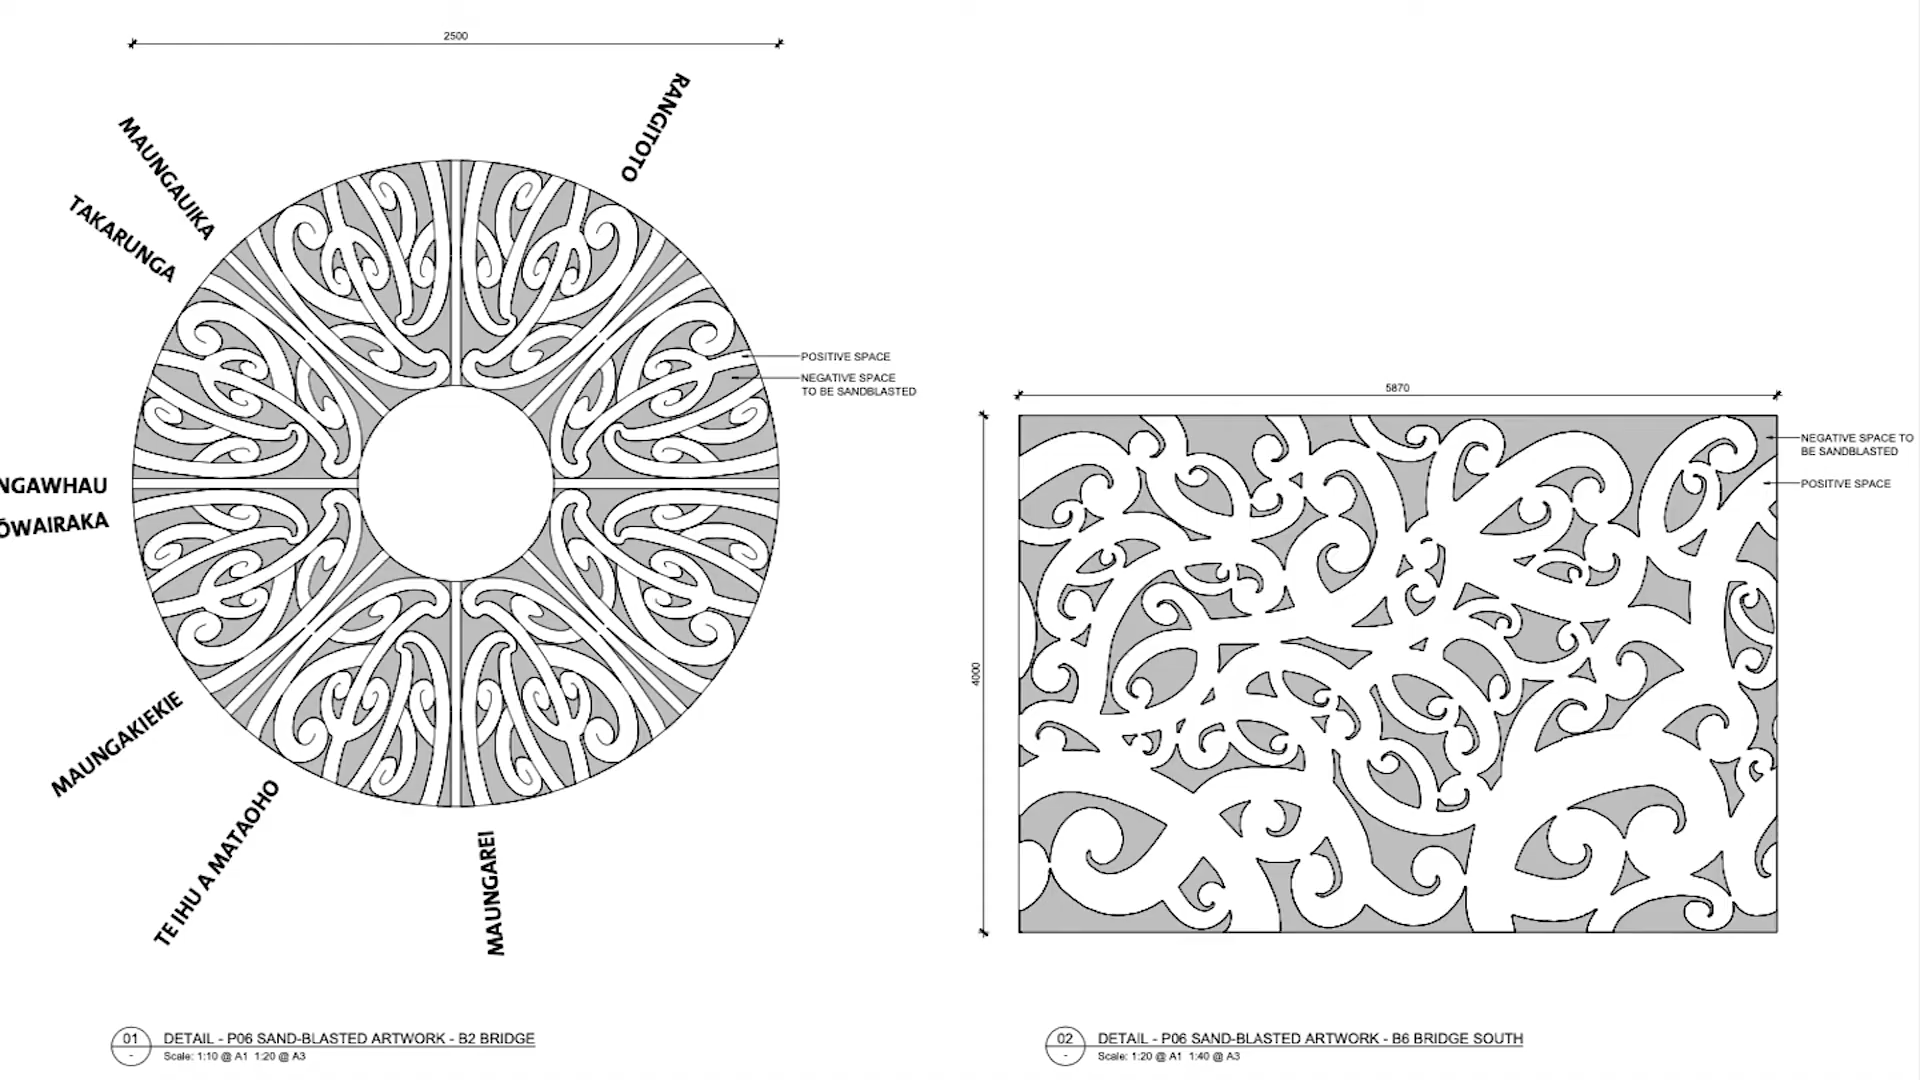 2500
RANGITOTO
MAUNGAUIKA
TAKARUNGA
NGAWHAU
ŌWAIRAKA
MAUNGAKIEKIE
TE IHU A MATAOHO
MAUNGAREI
POSITIVE SPACE
NEGATIVE SPACE
TO BE SANDBLASTED
5870
4000
NEGATIVE SPACE TO
BE SANDBLASTED
POSITIVE SPACE
01
-
DETAIL - P06 SAND-BLASTED ARTWORK - B2 BRIDGE
Scale: 1:10 @ A1 1:20 @ A3
02
-
DETAIL - P06 SAND-BLASTED ARTWORK - B6 BRIDGE SOUTH
Scale: 1:20 @ A1 1:40 @ A3